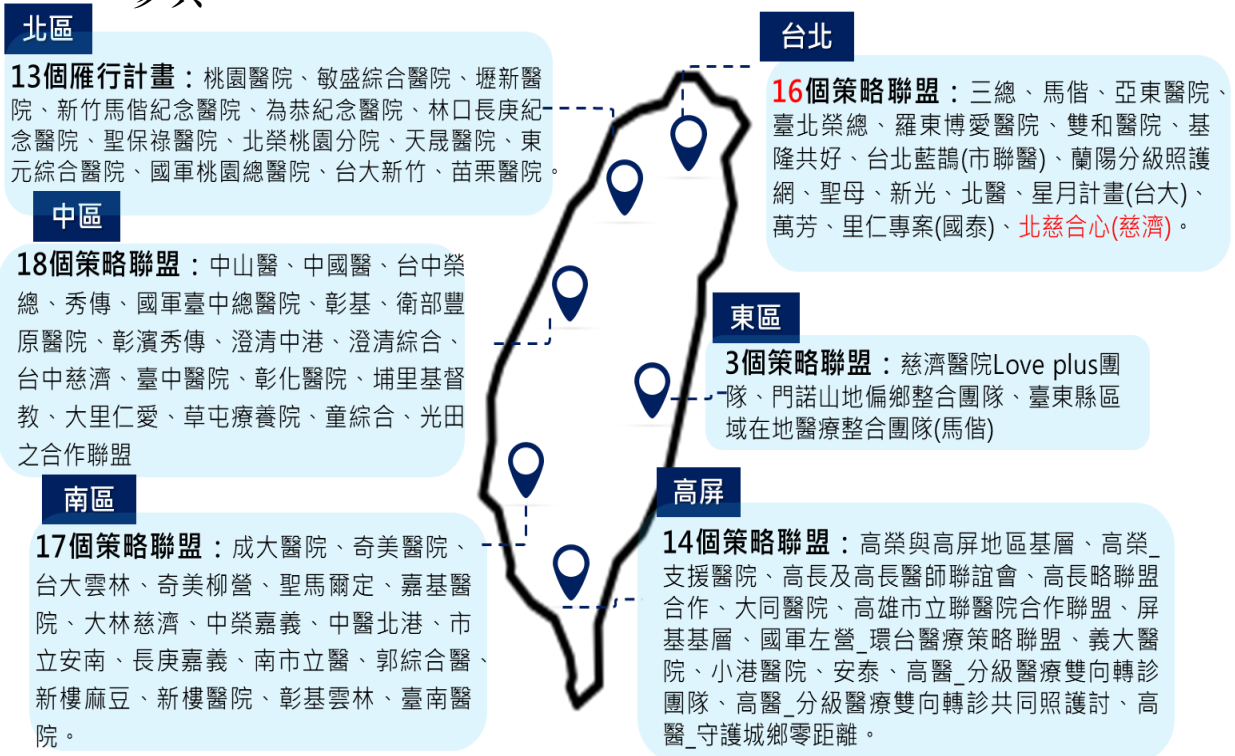 北區
13個雁行計畫：桃園醫院、敏盛綜合醫院、壢新醫
院、新竹馬偕紀念醫院、為恭紀念醫院、林口長庚紀
念醫院、聖保祿醫院、北榮桃園分院、天晟醫院、東
元綜合醫院、國軍桃園總醫院、台大新竹、苗栗醫院。
台北
16個策略聯盟：三總、馬偕、亞東醫院、
臺北榮總、羅東博愛醫院、雙和醫院、基
隆共好、台北藍鵲(市聯醫)、蘭陽分級照護
網、聖母、新光、北醫、星月計畫(台大)、
萬芳、里仁專案(國泰)、北慈合心(慈濟)。
中區
18個策略聯盟：中山醫、中國醫、台中榮
總、秀傳、國軍臺中總醫院、彰基、衛部豐
原醫院、彰濱秀傳、澄清中港、澄清綜合、
台中慈濟、臺中醫院、彰化醫院、埔里基督
教、大里仁愛、草屯療養院、童綜合、光田
之合作聯盟
東區
3個策略聯盟：慈濟醫院Love plus團
隊、門諾山地偏鄉整合團隊、臺東縣區
域在地醫療整合團隊(馬偕)
南區
17個策略聯盟：成大醫院、奇美醫院、
台大雲林、奇美柳營、聖馬爾定、嘉基醫
院、大林慈濟、中榮嘉義、中醫北港、市
立安南、長庚嘉義、南市立醫、郭綜合醫、
新樓麻豆、新樓醫院、彰基雲林、臺南醫
院。
高屏
14個策略聯盟：高榮與高屏地區基層、高榮_
支援醫院、高長及高長醫師聯誼會、高長略聯盟
合作、大同醫院、高雄市立聯醫院合作聯盟、屏
基基層、國軍左營_環台醫療策略聯盟、義大醫
院、小港醫院、安泰、高醫_分級醫療雙向轉診
團隊、高醫_分級醫療雙向轉診共同照護討、高
醫_守護城鄉零距離。